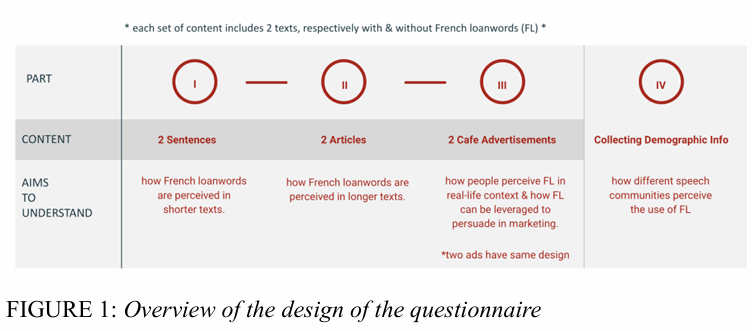 * each set of content includes 2 texts, respectively with & without French loanwords (FL) *
PART
I
II
III
IV
CONTENT
2 Sentences
2 Articles
2 Cafe Advertisements
Collecting Demographic Info
AIMS
TO
UNDERSTAND
how French loanwords
are perceived in
shorter texts.
how French loanwords are
perceived in longer texts.
how people perceive FL in
real-life context & how FL
can be leveraged to
persuade in marketing.
*two ads have same design
how different speech
communities perceive
the use of FL
FIGURE 1: Overview of the design of the questionnaire